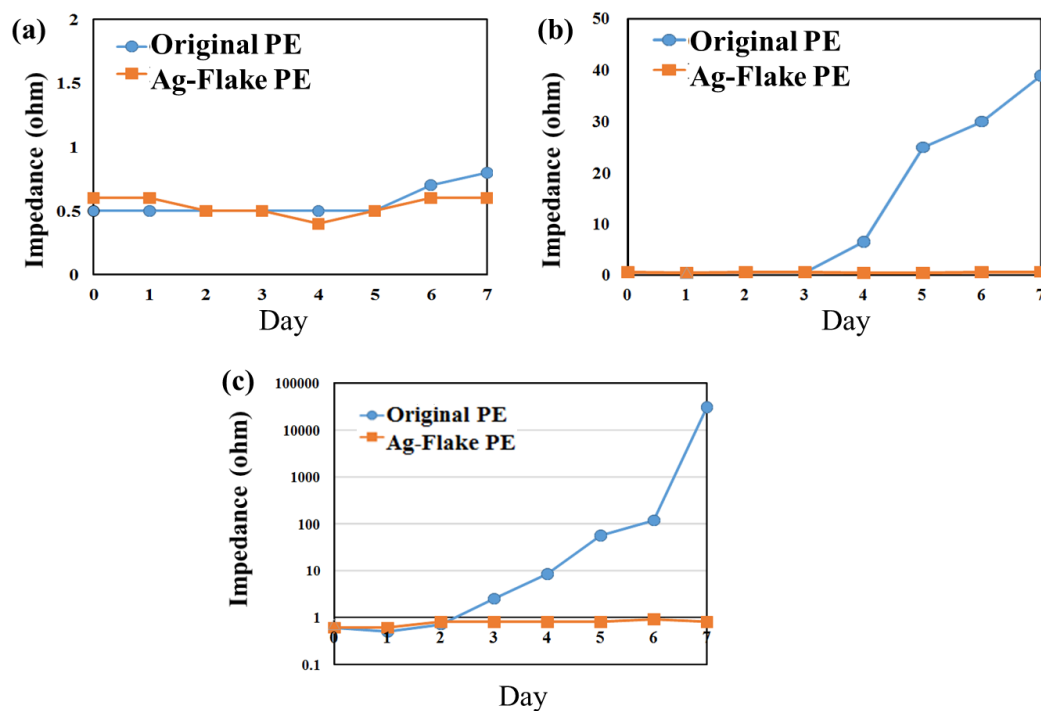 (a)
2
1.5
1
0.5
0
Impedance (ohm)
Original PE
Ag-Flake PE
0 1 2 3 4 5 6 7
Day
(b)
50
40
30
20
10
0
Impedance (ohm)
Original PE
Ag-Flake PE
0 1 2 3 4 5 6 7
Day
(c)
100000
10000
1000
100
10
1
0.1
Impedance (ohm)
Original PE
Ag-Flake PE
0 1 2 3 4 5 6 7
Day